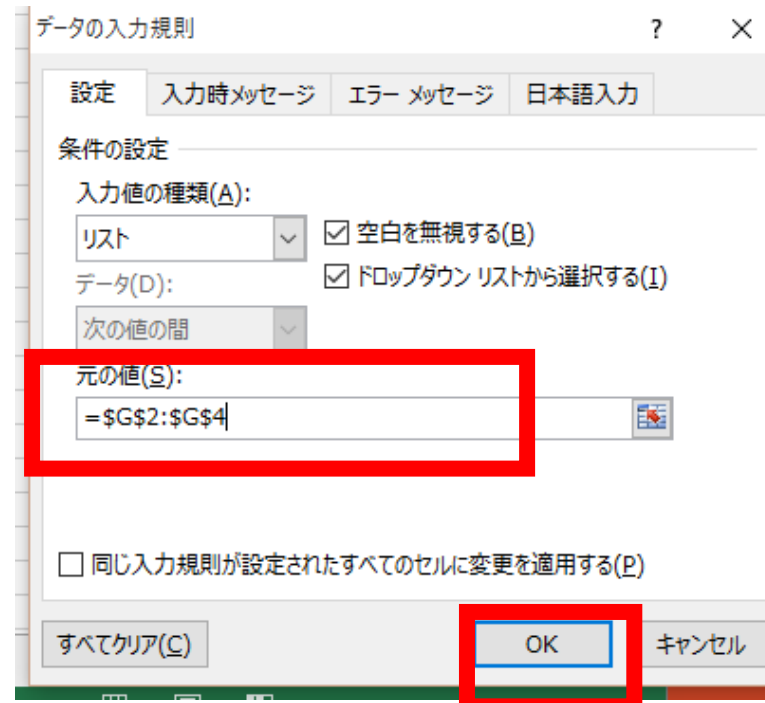 データの入力規則 ?
設定 入力時メッセージ エラー メッセージ 日本語入力
条件の設定
入力値の種類(A):
リスト 空白を無視する(B)
データ(D): ドロップダウン リストから選択する(I)
次の値の間
元の値(S):
=$G$2:$G$4
同じ入力規則が設定されたすべてのセルに変更を適用する(P)
すべてクリア(C) OK キャンセル